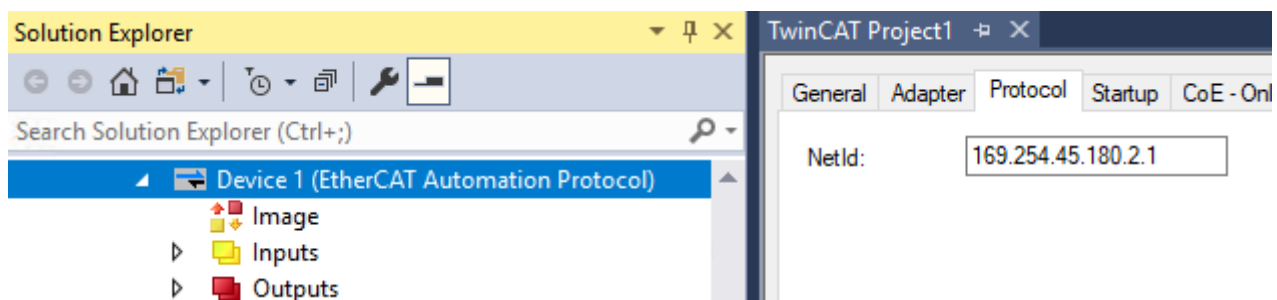 Solution Explorer
Search Solution Explorer (Ctrl+;)
Device 1 (EtherCAT Automation Protocol)
Image
Inputs
Outputs
TwinCAT Project1
General Adapter Protocol Startup CoE - Onl
NetId: 169.254.45.180.2.1